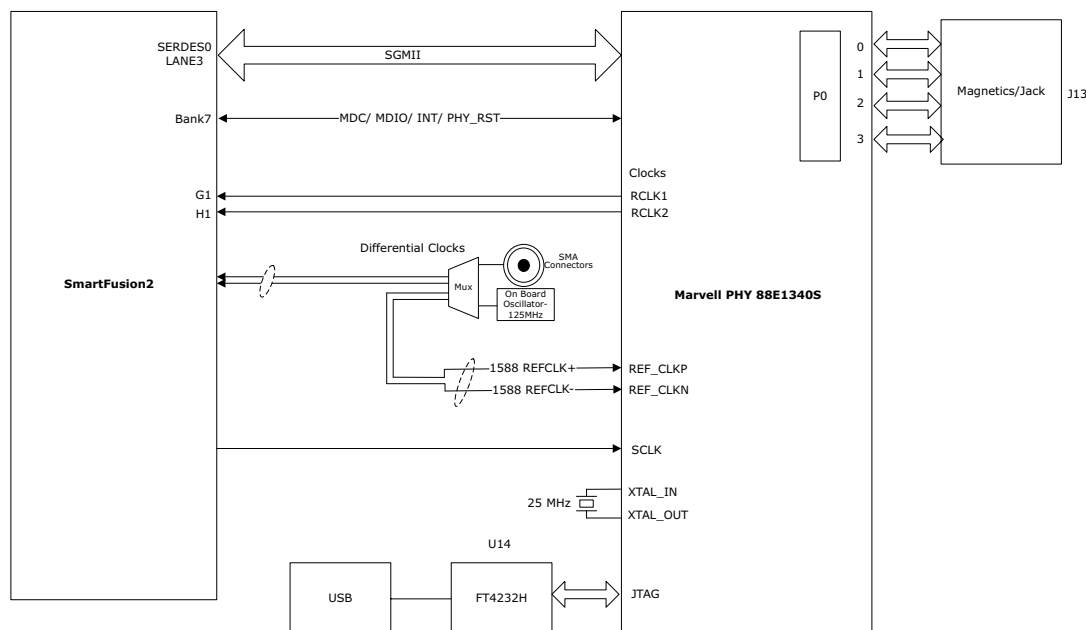 SERDES0
LANE3
SGMII
0
1
2
3
P0
Magnetics/Jack
J13
Bank7
MDC/ MDIO/ INT/ PHY_RST
Clocks
G1
RCLK1
H1
RCLK2
Differential Clocks
SMA
Connectors
SmartFusion2
Mux
On Board
Oscillator-
125MHz
Marvell PHY 88E1340S
1588 REFCLK+
REF_CLKP
1588 REFCLK-
REF_CLKN
SCLK
XTAL_IN
25 MHz
XTAL_OUT
U14
USB
FT4232H
JTAG